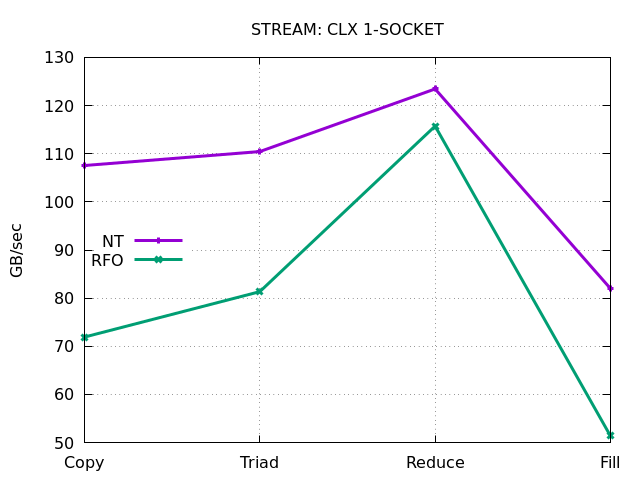 STREAM: CLX 1-SOCKET
130
120
110
100
90
80
70
60
50
GB/sec
NT
RFO
Copy Triad Reduce Fill